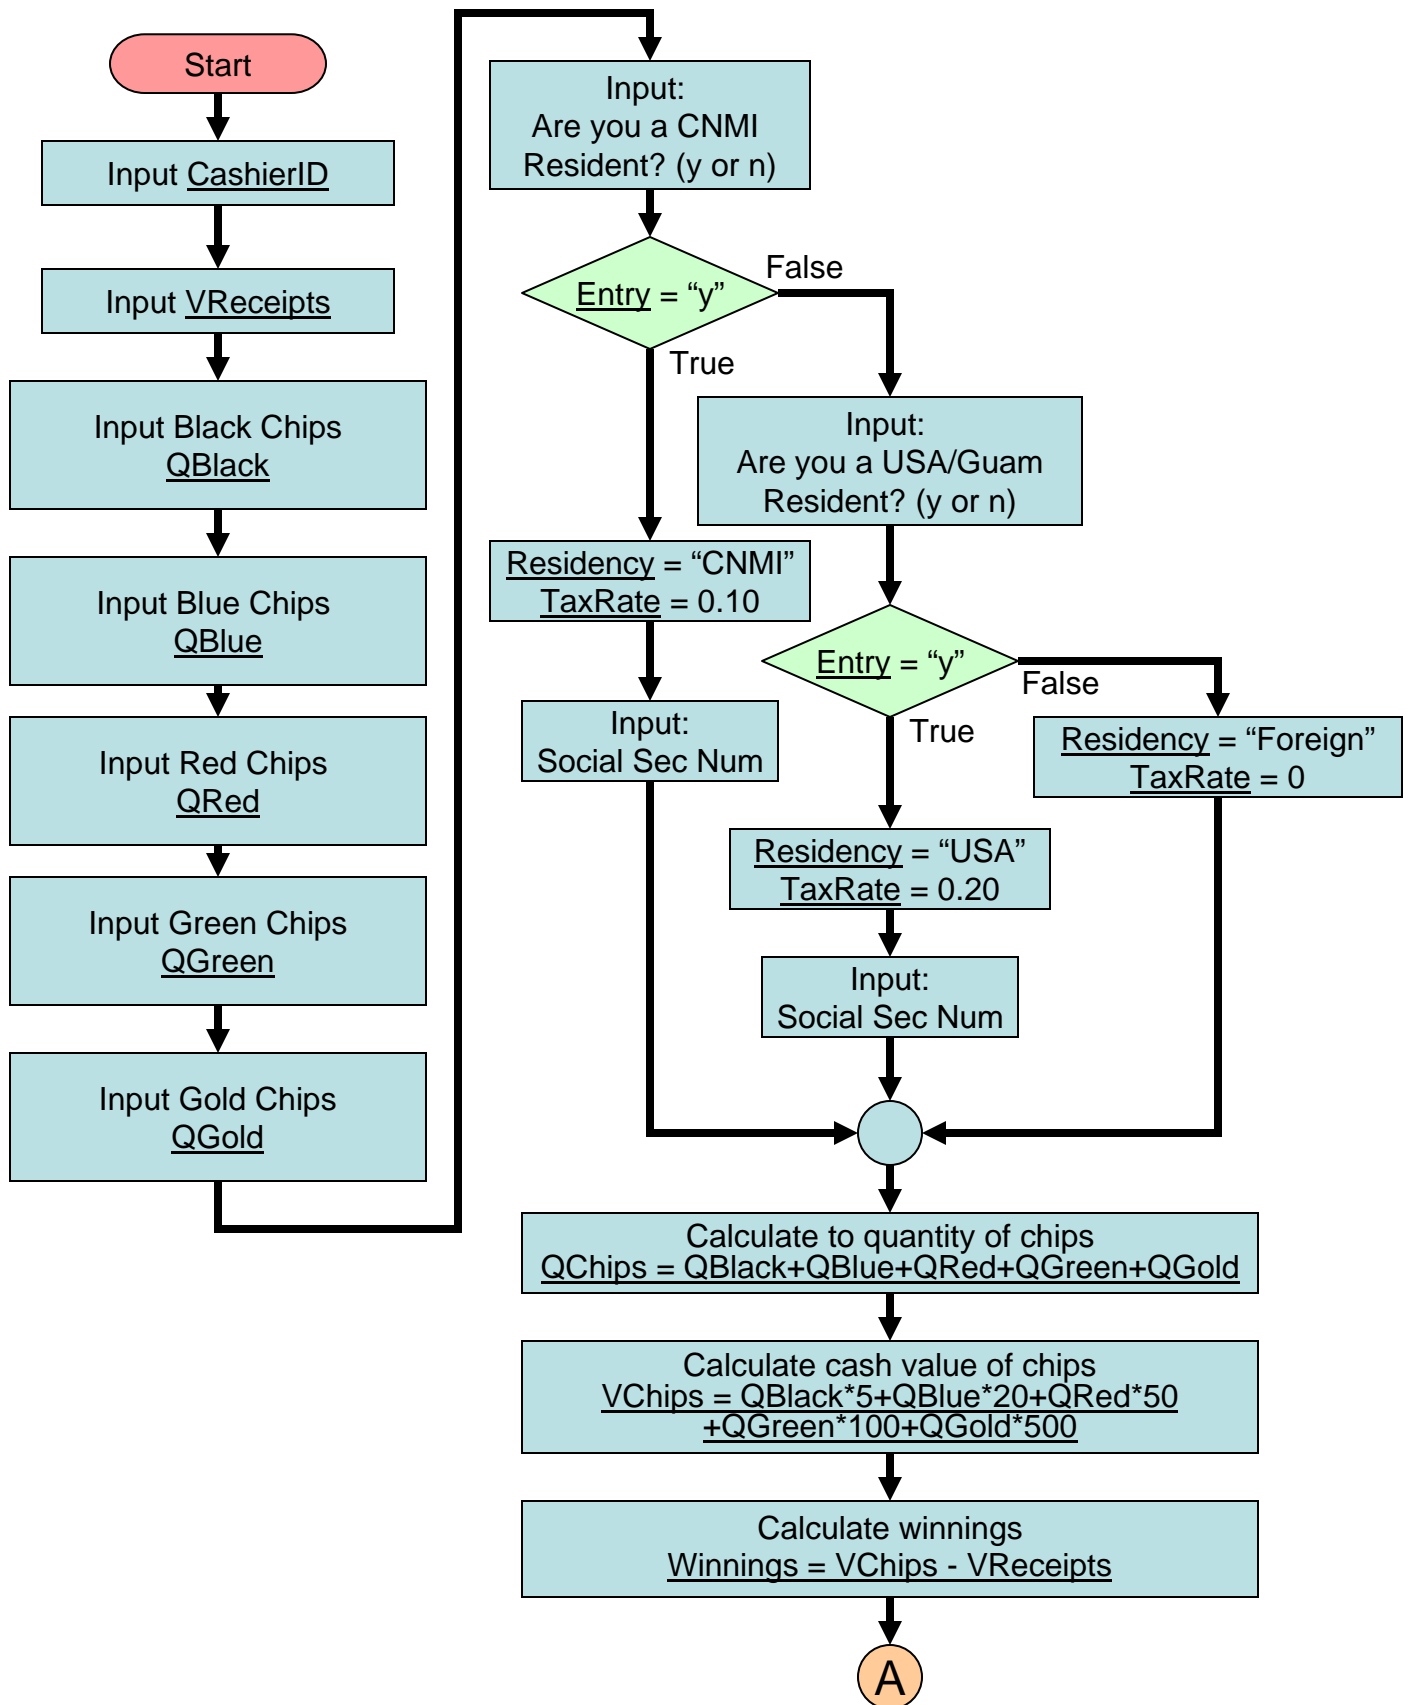 Start
Input CashierID
Input VReceipts
Input Black Chips
QBlack
Input Blue Chips
QBlue
Input Red Chips
QRed
Input Green Chips
QGreen
Input Gold Chips
QGold
Input:
Are you a CNMI
Resident? (y or n)
Entry = “y”
False
True
Input:
Are you a USA/Guam
Resident? (y or n)
Residency = “CNMI”
TaxRate = 0.10
Input:
Social Sec Num
Entry = “y”
False
True
Residency = “Foreign”
TaxRate = 0
Residency = “USA”
TaxRate = 0.20
Input:
Social Sec Num
Calculate to quantity of chips
QChips = QBlack+QBlue+QRed+QGreen+QGold
Calculate cash value of chips
VChips = QBlack*5+QBlue*20+QRed*50
+QGreen*100+QGold*500
Calculate winnings
Winnings = VChips - VReceipts
A